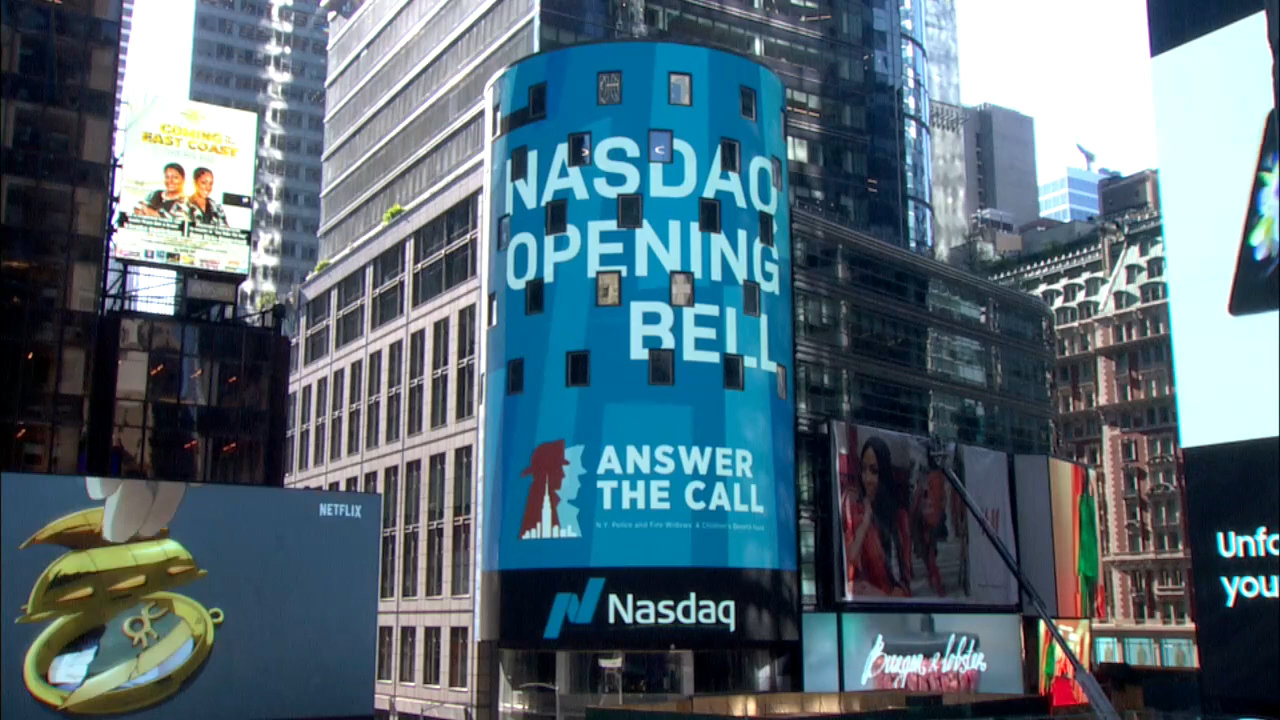 COMING
EAST COAST
NASDAQ
OPENING
BELL
ANSWER
THE CALL
N.Y. Police and Fire Widows' & Children's Benefit Fund
Nasdaq
NETFLIX
Burger & lobster
Unfo
you